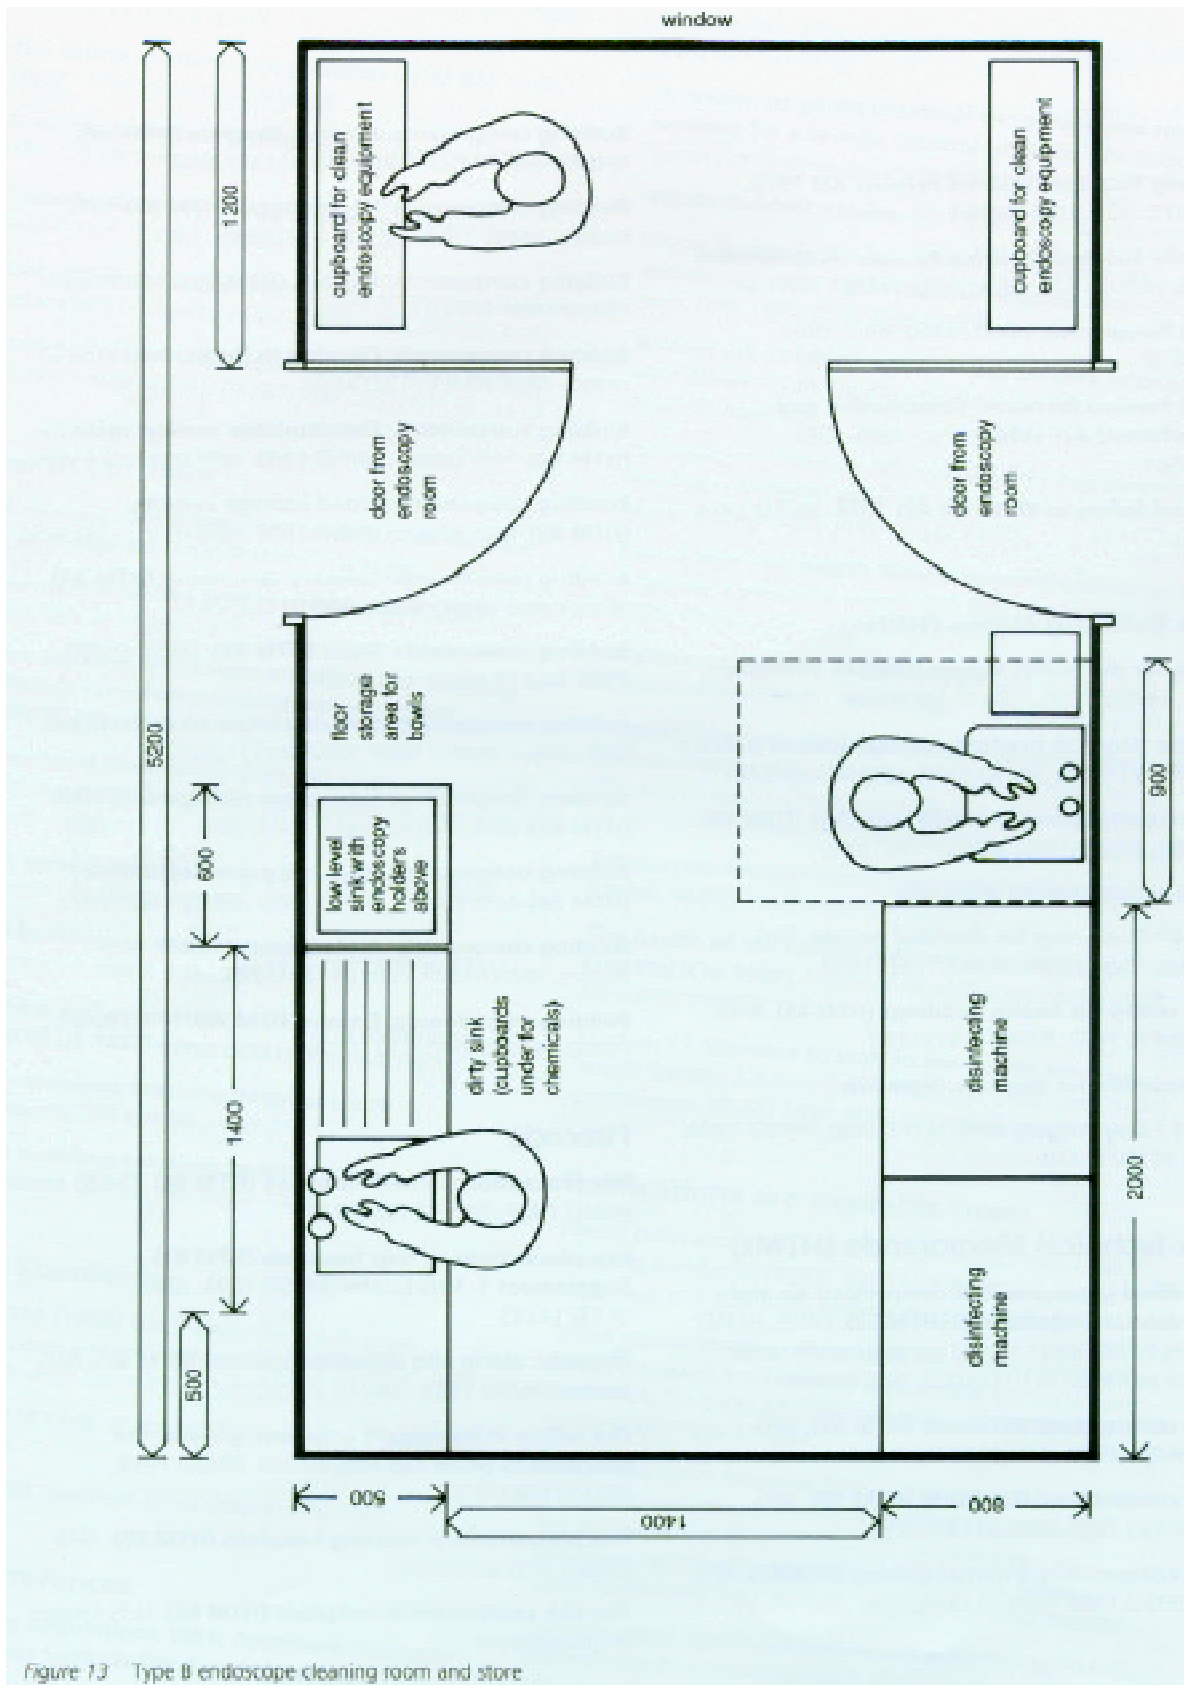 window
cupboard for clean
endoscopy equipment
cupboard for clean
endoscopy equipment
1200
5200
door from
endoscopy
room
door from
endoscopy
room
floor
storage
area for
bowls
600
low level
sink with
endoscopy
holders
above
900
1400
dirty sink
(cupboards
under for
chemicals)
disinfecting
machine
2000
disinfecting
machine
500
1400
800
Figure 13 Type B endoscope cleaning room and store